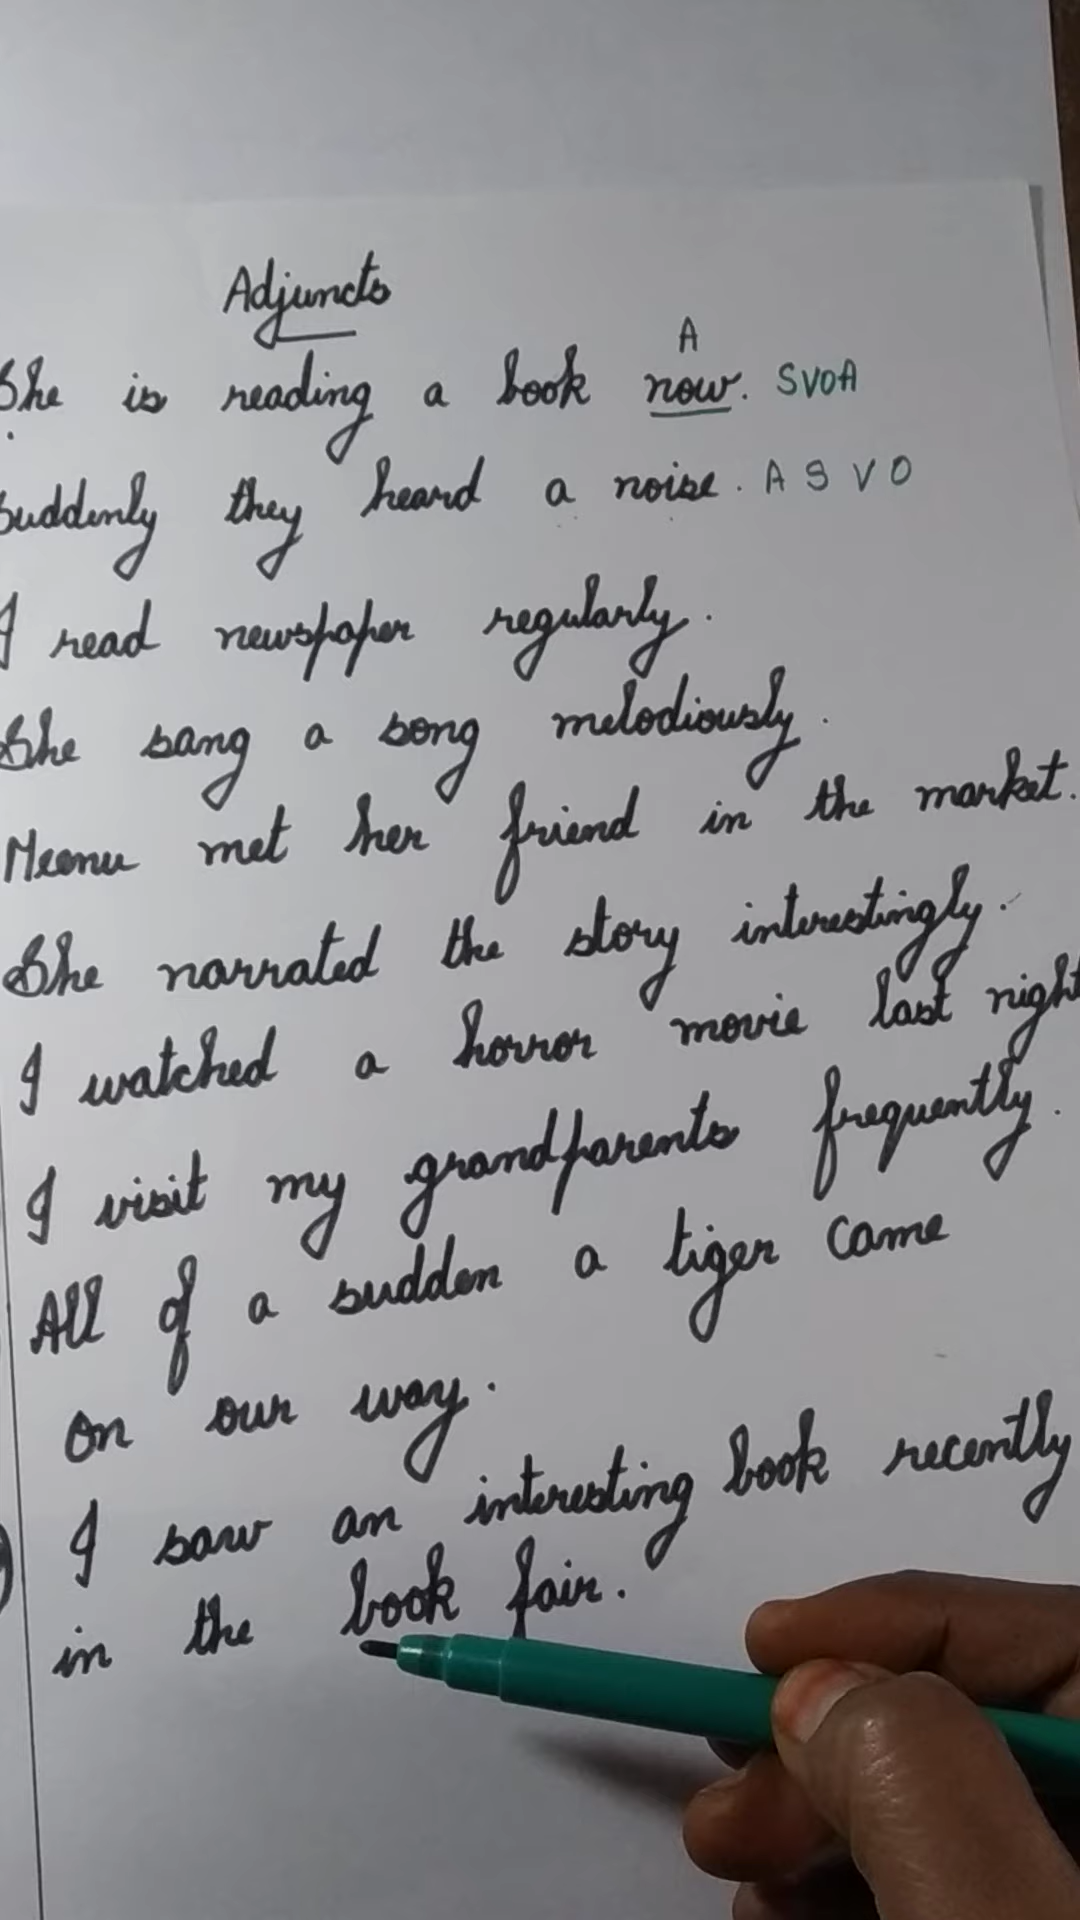 Adjuncts
A
She is reading a book now. SVOA
Suddenly they heard a noise. A S V O
I read newspaper regularly.
She sang a song melodiously.
Meenu met her friend in the market.
She narrated the story interestingly.
I watched a horror movie last night
I visit my grandparents frequently.
All of a sudden a tiger came
on our way.
I saw an interesting book recently
in the book fair.